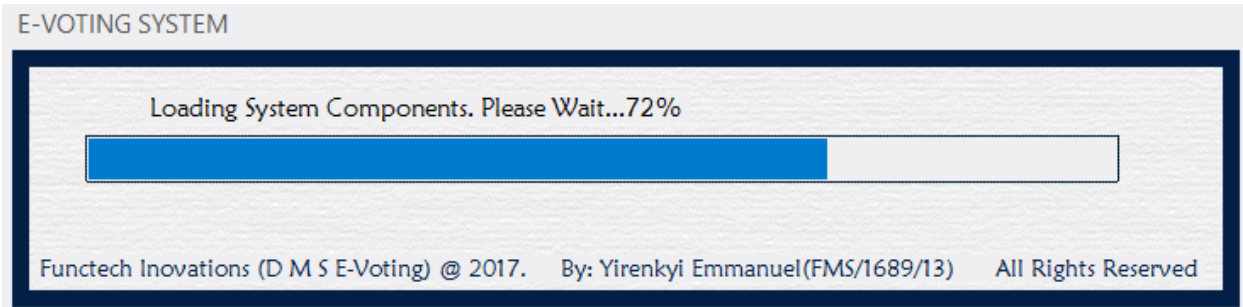 E-VOTING SYSTEM
Loading System Components. Please Wait...72%
Functech Inovations (D M S E-Voting) @ 2017. By: Yirenkyi Emmanuel(FMS/1689/13) All Rights Reserved